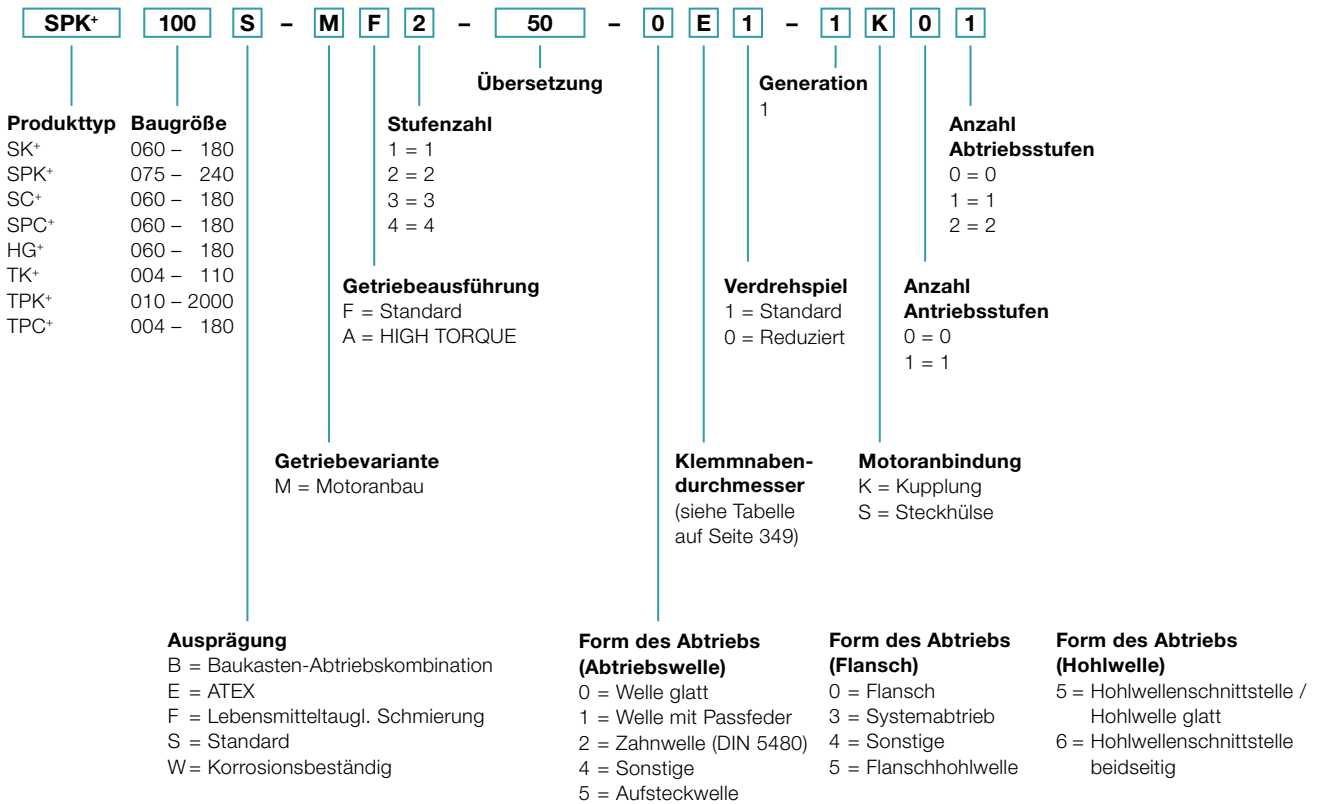 SPK⁺ 100 S – M F 2 – 50 – 0 E 1 – 1 K 0 1
Übersetzung
Generation
1
Produkttyp Baugröße
SK⁺ 060 – 180
SPK⁺ 075 – 240
SC⁺ 060 – 180
SPC⁺ 060 – 180
HG⁺ 060 – 180
TK⁺ 004 – 110
TPK⁺ 010 – 2000
TPC⁺ 004 – 180
Stufenzahl
1 = 1
2 = 2
3 = 3
4 = 4
Anzahl
Abtriebsstufen
0 = 0
1 = 1
2 = 2
Getriebeausführung
F = Standard
A = HIGH TORQUE
Verdrehspiel
1 = Standard
0 = Reduziert
Anzahl
Antriebsstufen
0 = 0
1 = 1
Getriebevariante
M = Motoranbau
Klemmnaben-
durchmesser
(siehe Tabelle
auf Seite 349)
Motoranbindung
K = Kupplung
S = Steckhülse
Ausprägung
B = Baukasten-Abtriebskombination
E = ATEX
F = Lebensmitteltaugl. Schmierung
S = Standard
W = Korrosionsbeständig
Form des Abtriebs
(Abtriebswelle)
0 = Welle glatt
1 = Welle mit Passfeder
2 = Zahnwelle (DIN 5480)
4 = Sonstige
5 = Aufsteckwelle
Form des Abtriebs
(Flansch)
0 = Flansch
3 = Systemabtrieb
4 = Sonstige
5 = Flanschhohlwelle
Form des Abtriebs
(Hohlwelle)
5 = Hohlwellenschnittstelle /
Hohlwelle glatt
6 = Hohlwellenschnittstelle
beidseitig